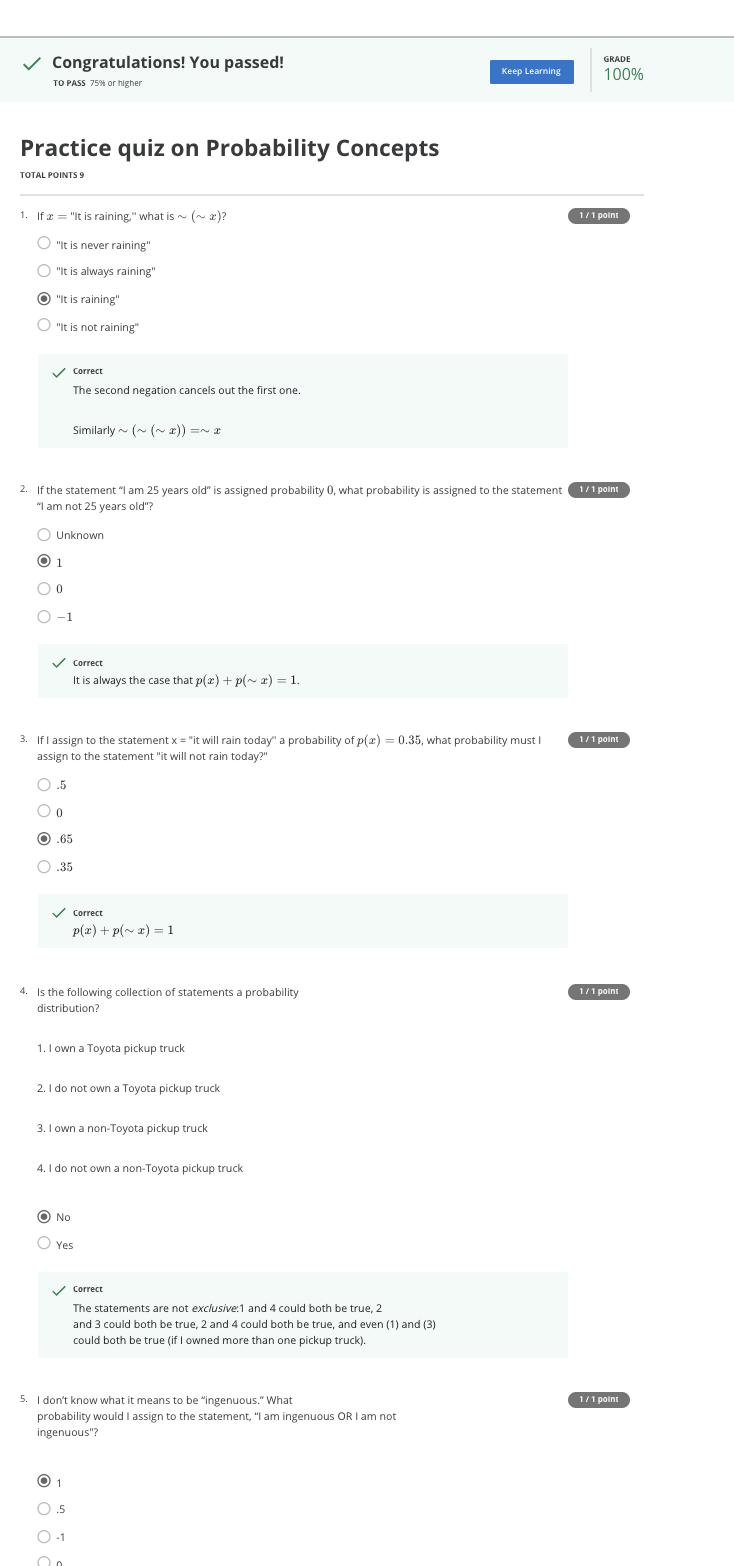 Congratulations! You passed!
TO PASS 75% or higher
Keep Learning
GRADE
100%
Practice quiz on Probability Concepts
TOTAL POINTS 9
1. If x = "It is raining," what is ∼ (∼ x)?
1 / 1 point
"It is never raining"
"It is always raining"
"It is raining"
"It is not raining"
Correct
The second negation cancels out the first one.
Similarly ∼ (∼ (∼ x)) =∼ x
2. If the statement “I am 25 years old” is assigned probability 0, what probability is assigned to the statement
1 / 1 point
“I am not 25 years old”?
Unknown
1
0
−1
Correct
It is always the case that p(x) + p(∼ x) = 1.
3. If I assign to the statement x = "it will rain today" a probability of p(x) = 0.35, what probability must I
1 / 1 point
assign to the statement "it will not rain today?"
.5
0
.65
.35
Correct
p(x) + p(∼ x) = 1
4. Is the following collection of statements a probability
1 / 1 point
distribution?
1. I own a Toyota pickup truck
2. I do not own a Toyota pickup truck
3. I own a non-Toyota pickup truck
4. I do not own a non-Toyota pickup truck
No
Yes
Correct
The statements are not exclusive:1 and 4 could both be true, 2
and 3 could both be true, 2 and 4 could both be true, and even (1) and (3)
could both be true (if I owned more than one pickup truck).
5. I don’t know what it means to be “ingenuous.” What
1 / 1 point
probability would I assign to the statement, “I am ingenuous OR I am not
ingenuous"?
1
.5
-1
0